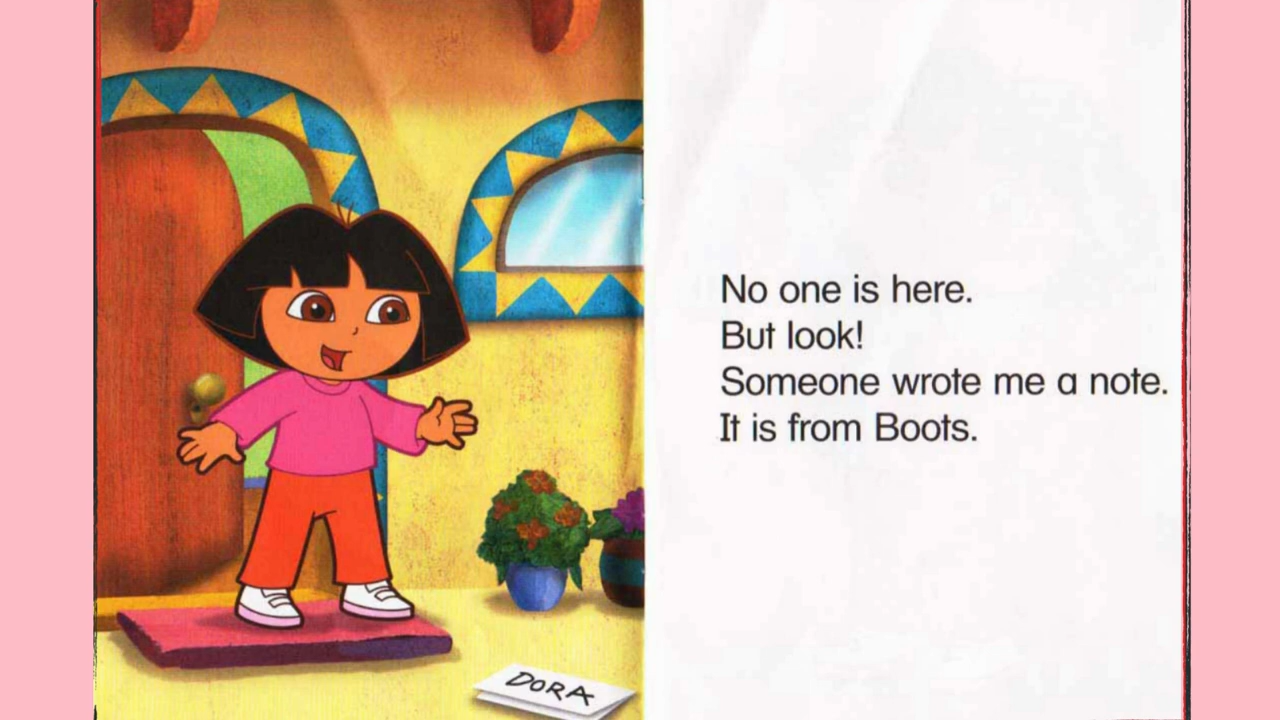 No one is here.
But look!
Someone wrote me a note.
It is from Boots.
DORA